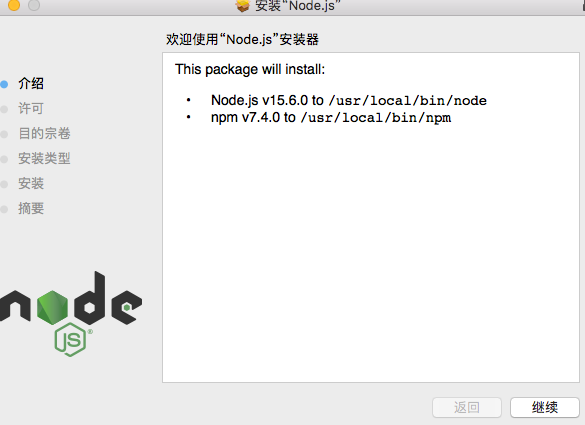 安装“Node.js”
欢迎使用“Node.js”安装器
介绍
许可
目的宗卷
安装类型
安装
摘要
This package will install:
• Node.js v15.6.0 to /usr/local/bin/node
• npm v7.4.0 to /usr/local/bin/npm
node
JS®
返回
继续